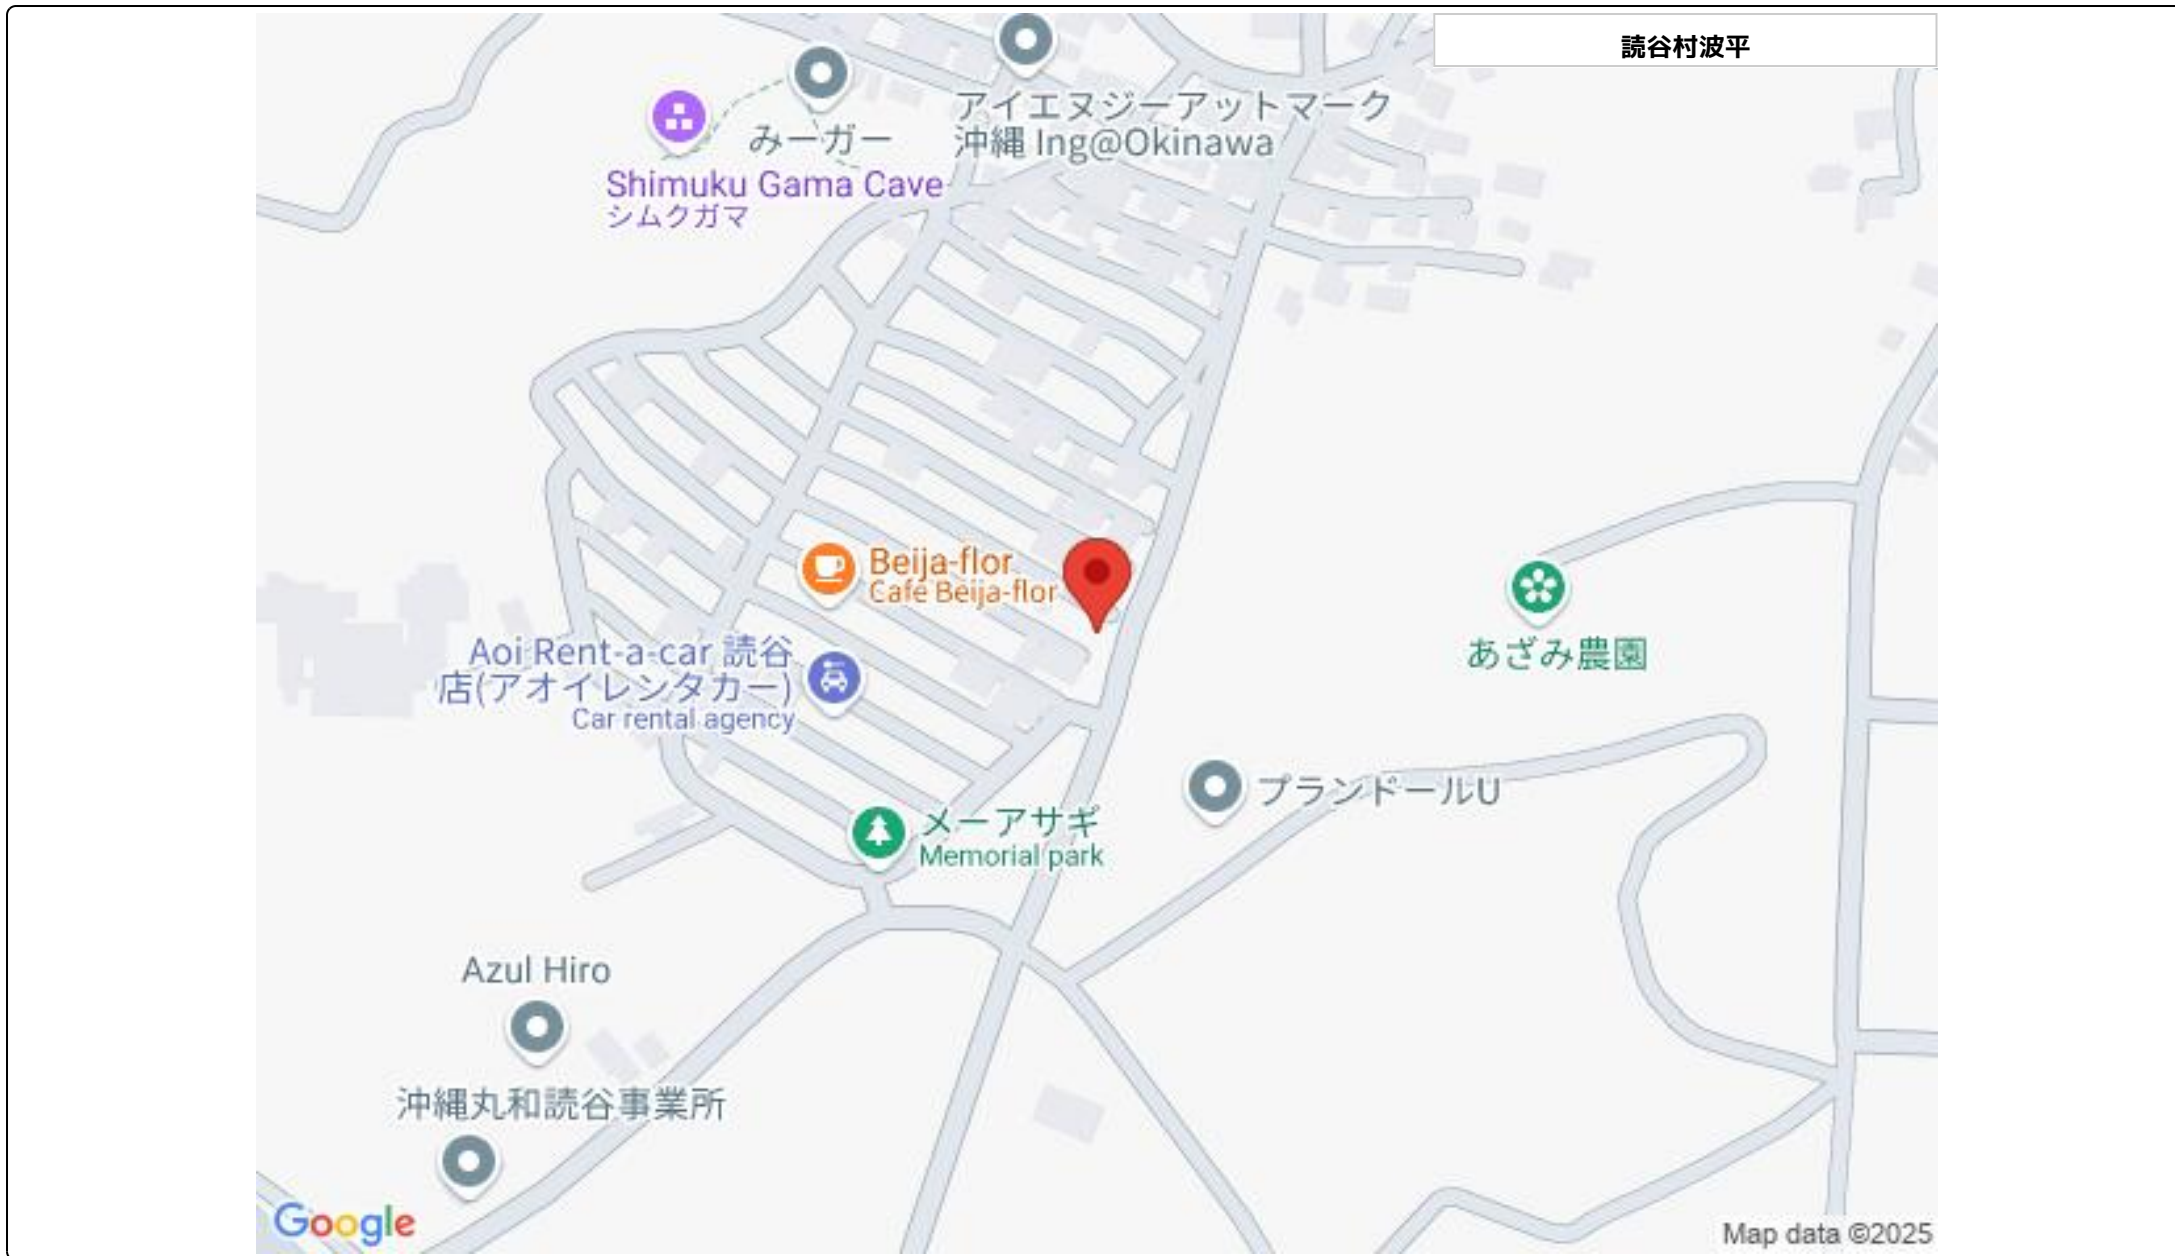 読谷村波平
アイエヌジーアットマーク
沖縄 Ing@Okinawa
みーガー
Shimuku Gama Cave
シムクガマ
Beija-flor
Café Beija-flor
Aoi Rent-a-car 読谷
店(アオイレンタカー)
Car rental agency
あざみ農園
プランドールU
メーアサギ
Memorial park
Azul Hiro
沖縄丸和読谷事業所
Google
Map data ©2025